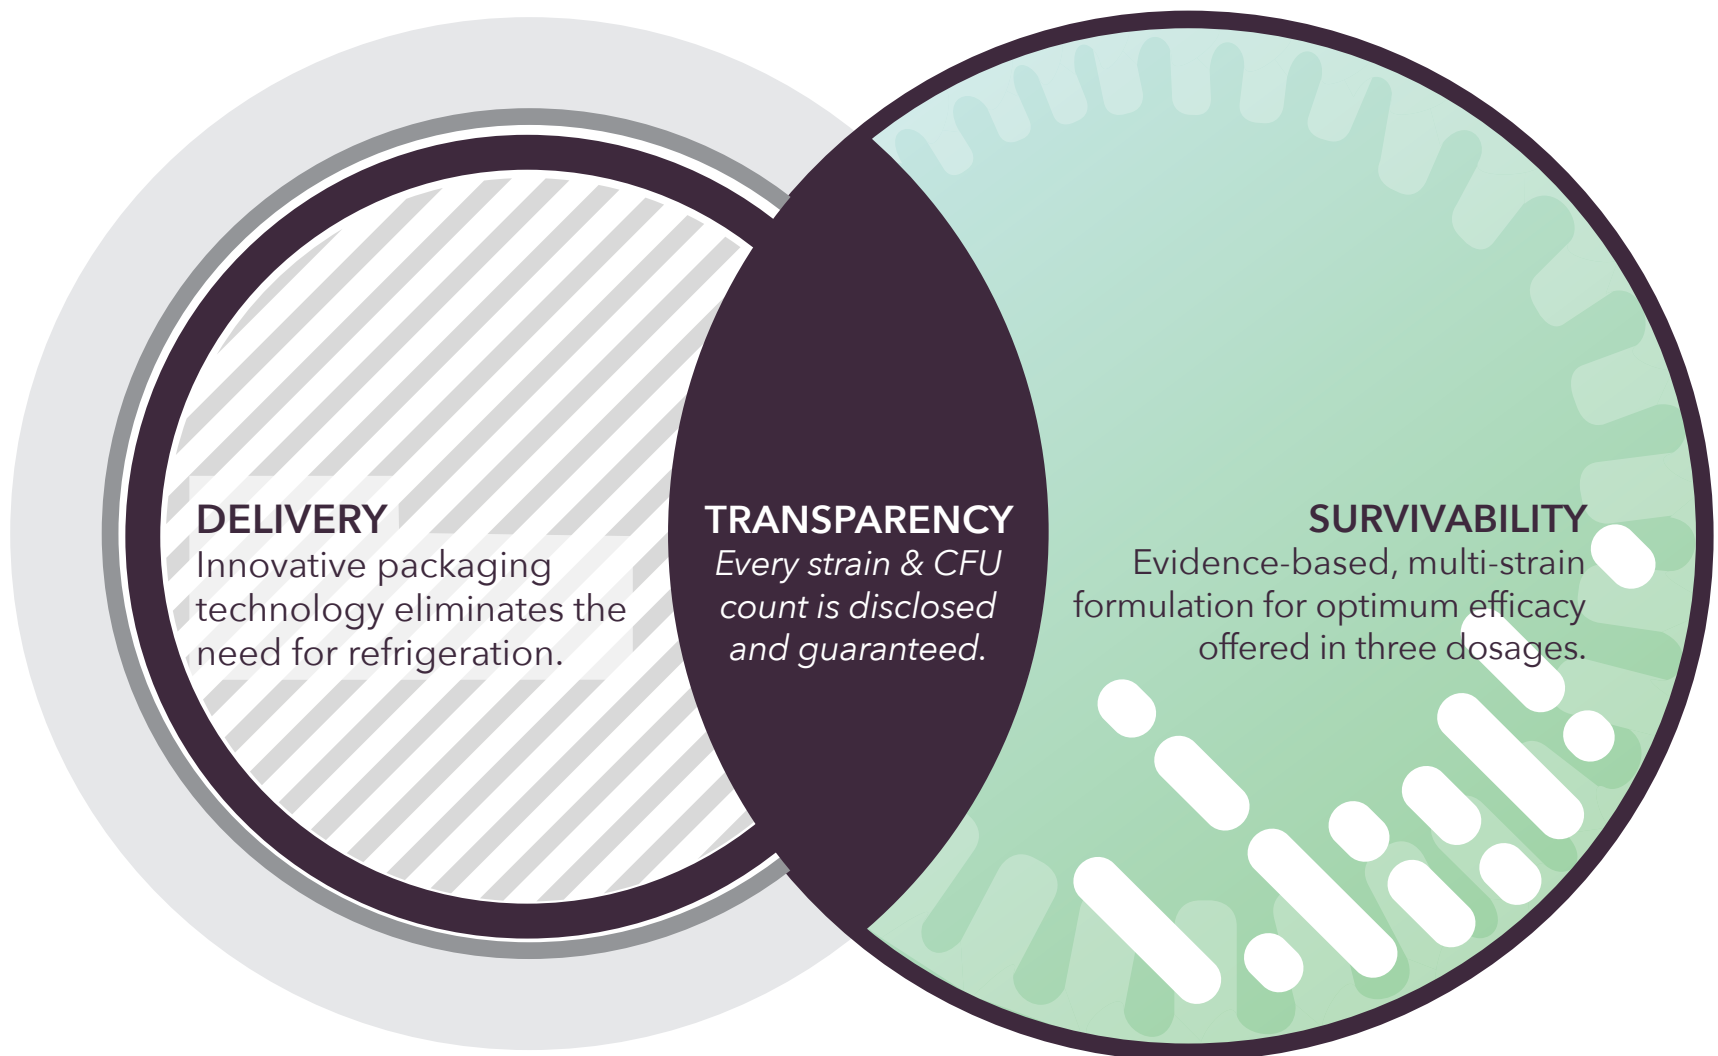 DELIVERY
Innovative packaging
technology eliminates the
need for refrigeration.
TRANSPARENCY
Every strain & CFU
count is disclosed
and guaranteed.
SURVIVABILITY
Evidence-based, multi-strain
formulation for optimum efficacy
offered in three dosages.